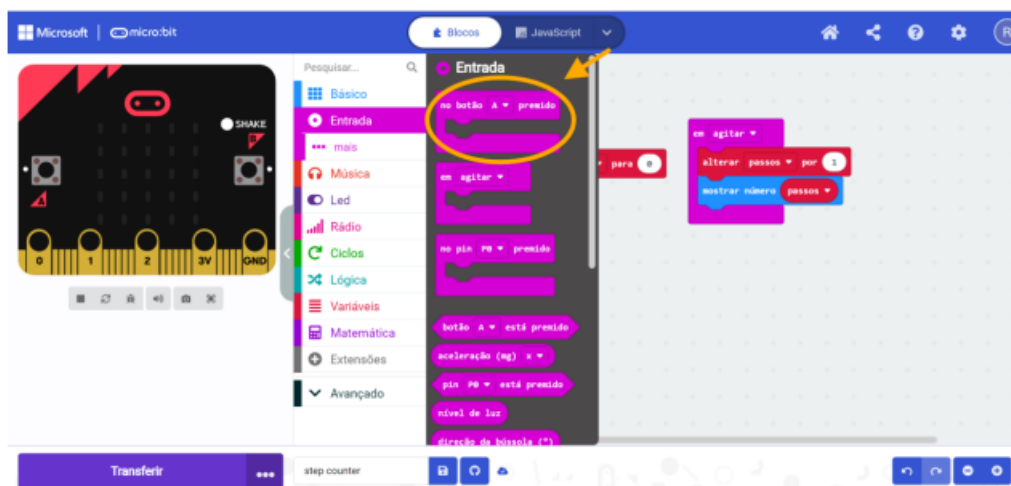 Microsoft | micro:bit
Blocos
JavaScript
R
SHAKE
B
A
0 1 2 3V GND
Pesquisar...
Básico
Entrada
mais
Música
Led
Rádio
Ciclos
Lógica
Variáveis
Matemática
Extensões
Avançado
Entrada
no botão A premido
em agitar
no pin P0 premido
botão A está premido
aceleração (mg) x
pin P0 está premido
nível de luz
direção da bússola (°)
para 0
em agitar
alterar passos por 1
mostrar número passos
Transferir
step counter